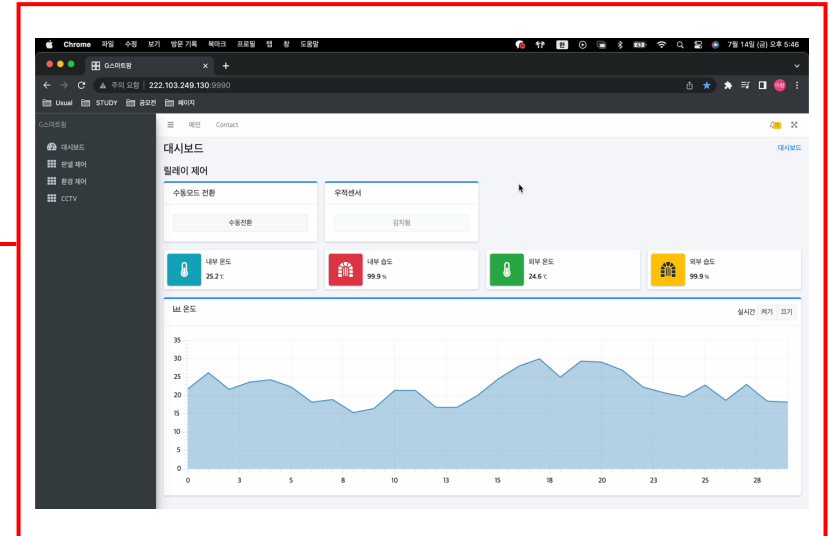 Chrome 파일 수정 보기 방문 기록 북마크 프로필 탭 창 도움말
한
7월 14일 (금) 오후 5:46
G스마트팜
주의 요함 222.103.249.130:9990
Usual STUDY 공모전 페이지
G스마트팜
메인 Contact
대시보드
판넬 제어
환경 제어
CCTV
대시보드
대시보드
릴레이 제어
수동모드 전환
우적센서
수동전환
감지됨
내부 온도
25.2 ℃
내부 습도
99.9 %
외부 온도
24.6 ℃
외부 습도
99.9 %
온도
실시간 켜기 끄기
35
30
25
20
15
10
5
0
0 3 5 8 10 13 15 18 20 23 25 28